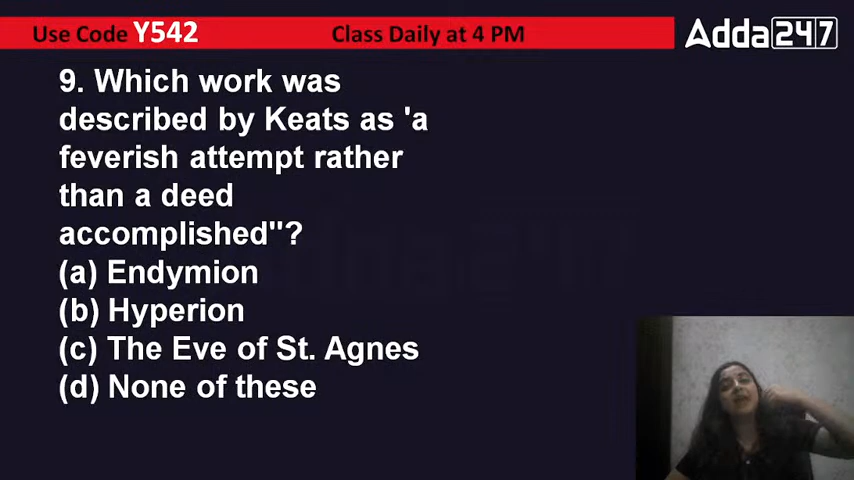 Use Code Y542 Class Daily at 4 PM Adda247
9. Which work was
described by Keats as 'a
feverish attempt rather
than a deed
accomplished"?
(a) Endymion
(b) Hyperion
(c) The Eve of St. Agnes
(d) None of these